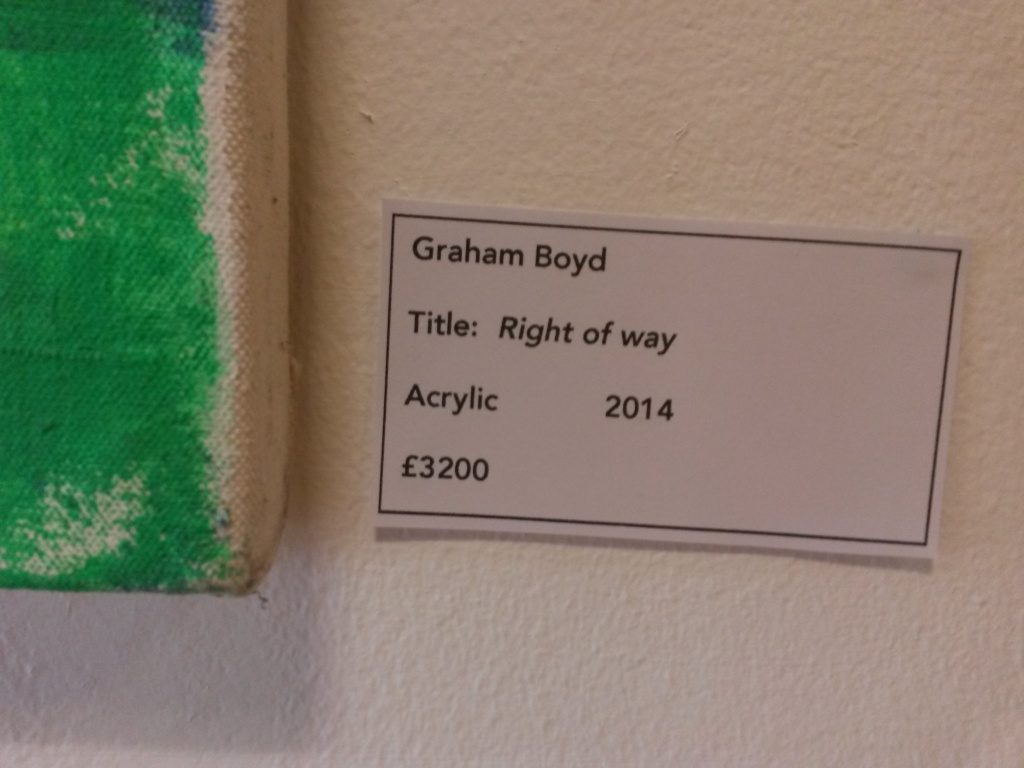 Graham Boyd
Title: Right of way
Acrylic 2014
£3200